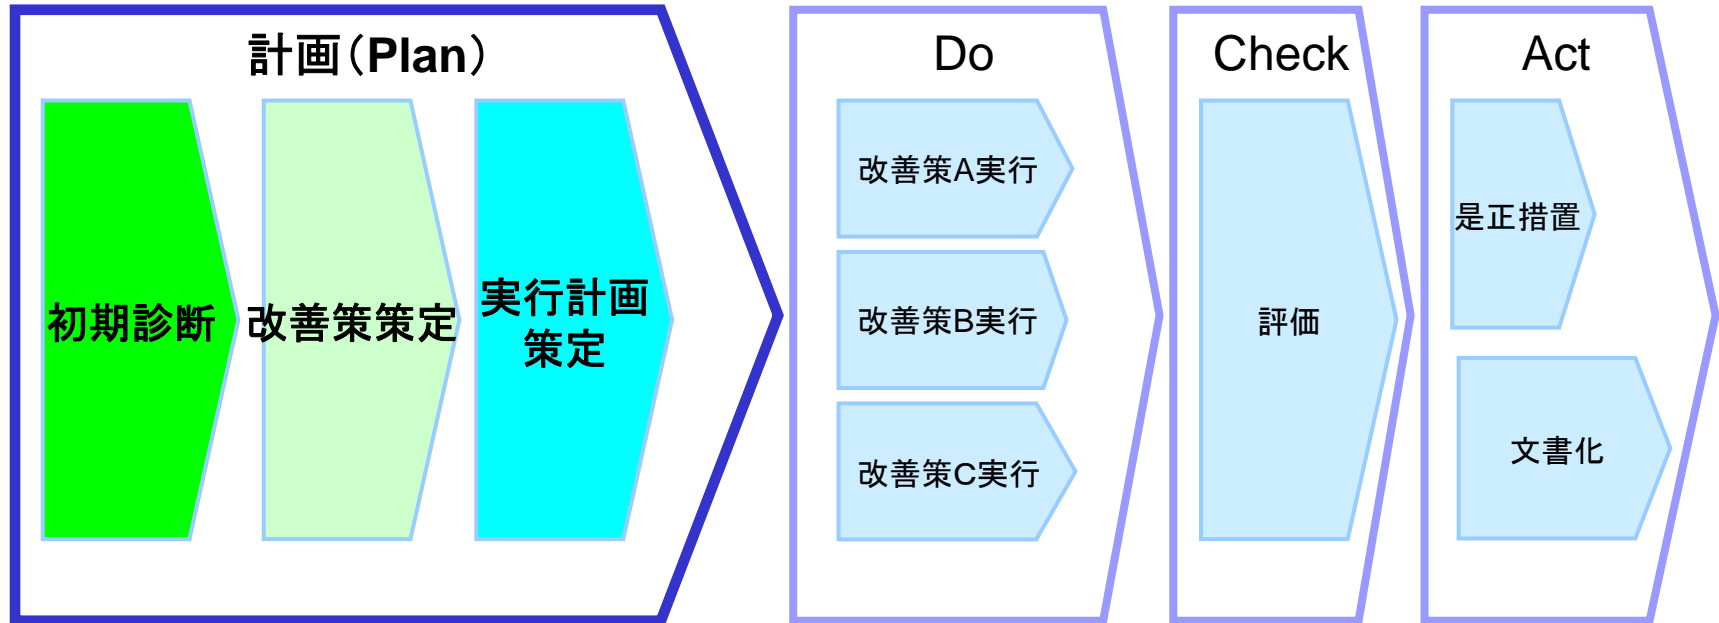 計画（Plan）
初期診断
改善策策定
実行計画
策定
Do
改善策A実行
改善策B実行
改善策C実行
Check
評価
Act
是正措置
文書化